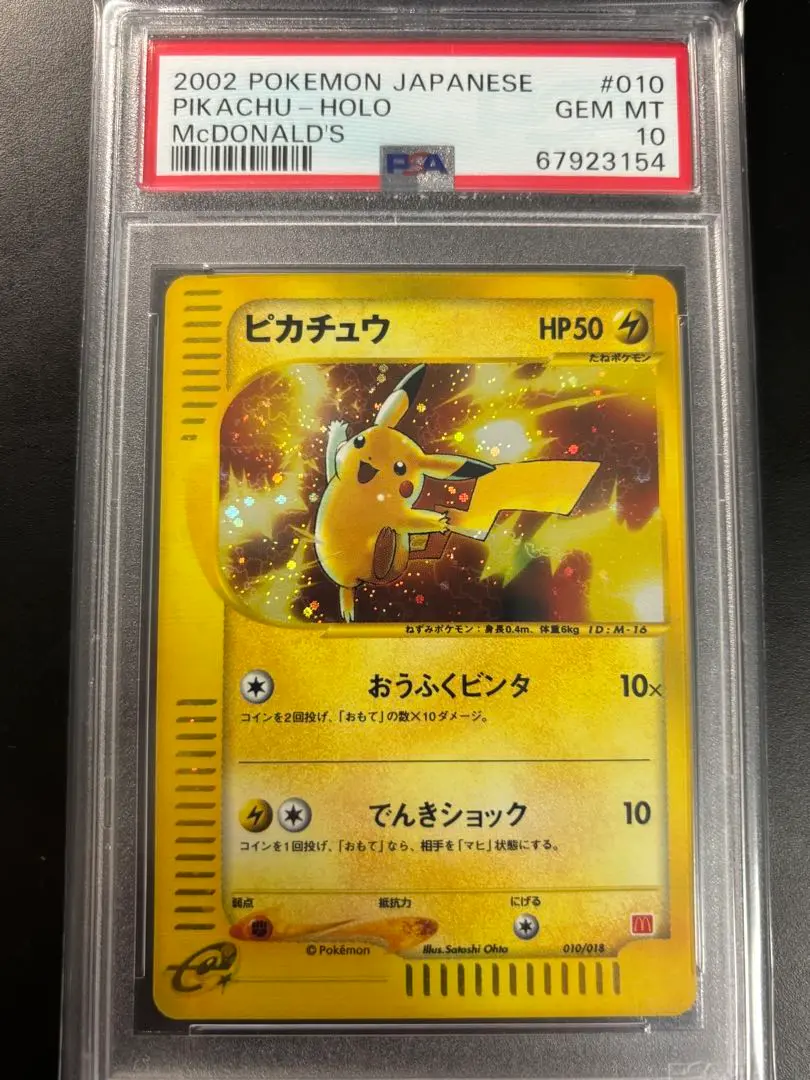 2002 POKEMON JAPANESE #010
PIKACHU - HOLO GEM MT
McDONALD'S 10
PSA 67923154
ピカチュウ HP50
たねポケモン
ねずみポケモン：身長0.4m、体重6kg ID：M-16
おうふくビンタ 10×
コインを2回投げ、「おもて」の数×10ダメージ。
でんきショック 10
コインを1回投げ、「おもて」なら、相手を「マヒ」状態にする。
弱点 抵抗力 にげる
©Pokémon Illus.Satoshi Ohta 010/018